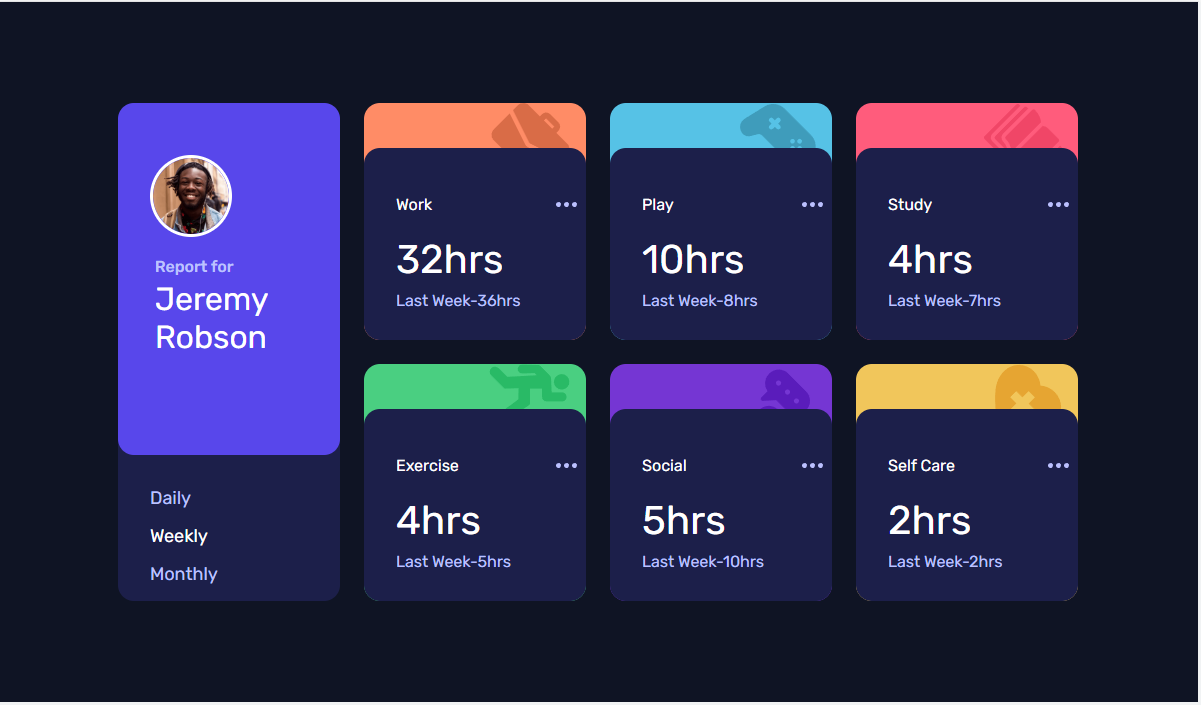 Report for
Jeremy
Robson
Daily
Weekly
Monthly
Work
32hrs
Last Week-36hrs
Play
10hrs
Last Week-8hrs
Study
4hrs
Last Week-7hrs
Exercise
4hrs
Last Week-5hrs
Social
5hrs
Last Week-10hrs
Self Care
2hrs
Last Week-2hrs